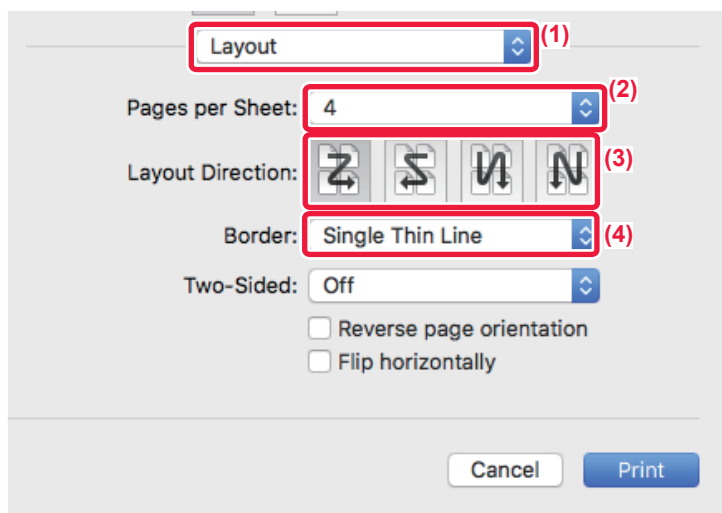 Layout (1)
Pages per Sheet: 4 (2)
Layout Direction: (3)
Border: Single Thin Line (4)
Two-Sided: Off
Reverse page orientation
Flip horizontally
Cancel Print